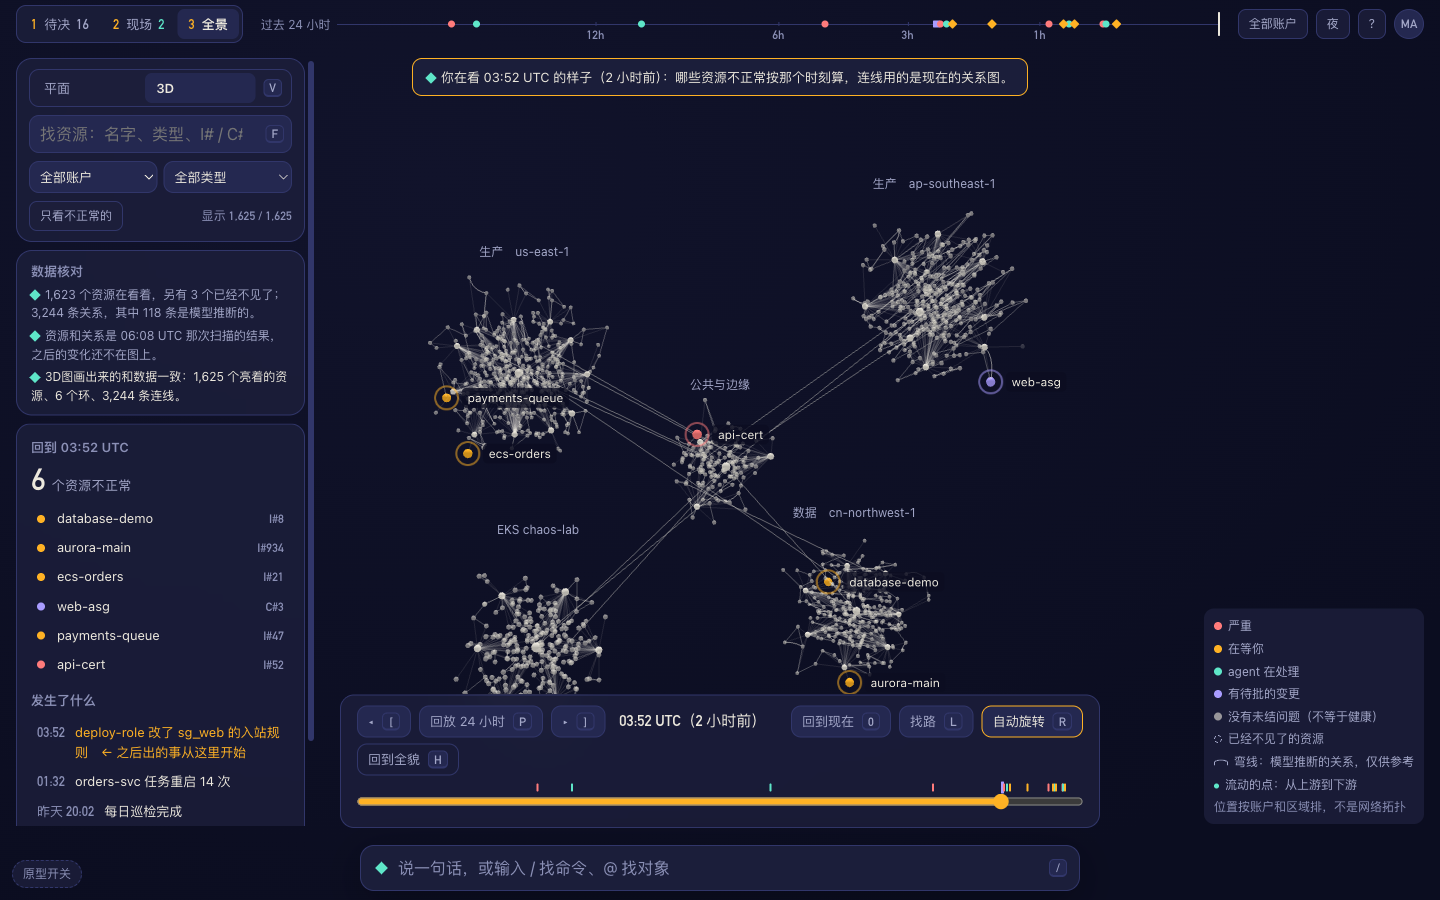 1 待决 16 2 现场 2 3 全景
过去 24 小时
12h 6h 3h 1h
全部账户 夜 ? MA
平面 3D V
找资源：名字、类型、I# / C# F
全部账户 全部类型
只看不正常的 显示 1,625 / 1,625
数据核对
1,623 个资源在看着，另有 3 个已经不见了；
3,244 条关系，其中 118 条是模型推断的。
资源和关系是 06:08 UTC 那次扫描的结果，
之后的变化还不在图上。
3D图画出来的和数据一致：1,625 个亮着的资
源、6 个环、3,244 条连线。
回到 03:52 UTC
6 个资源不正常
database-demo I#8
aurora-main I#934
ecs-orders I#21
web-asg C#3
payments-queue I#47
api-cert I#52
发生了什么
03:52 deploy-role 改了 sg_web 的入站规
则 ← 之后出的事从这里开始
01:32 orders-svc 任务重启 14 次
昨天 20:02 每日巡检完成
原型开关
你在看 03:52 UTC 的样子（2 小时前）：哪些资源不正常按那个时刻算，连线用的是现在的关系图。
生产 ap-southeast-1
生产 us-east-1
web-asg
公共与边缘
payments-queue
api-cert
ecs-orders
数据 cn-northwest-1
EKS chaos-lab
database-demo
aurora-main
[ 回放 24 小时 P ] 03:52 UTC（2 小时前） 回到现在 0 找路 L 自动旋转 R
回到全貌 H
说一句话，或输入 / 找命令、@ 找对象 /
严重
在等你
agent 在处理
有待批的变更
没有未结问题（不等于健康）
已经不见了的资源
弯线：模型推断的关系，仅供参考
流动的点：从上游到下游
位置按账户和区域排，不是网络拓扑